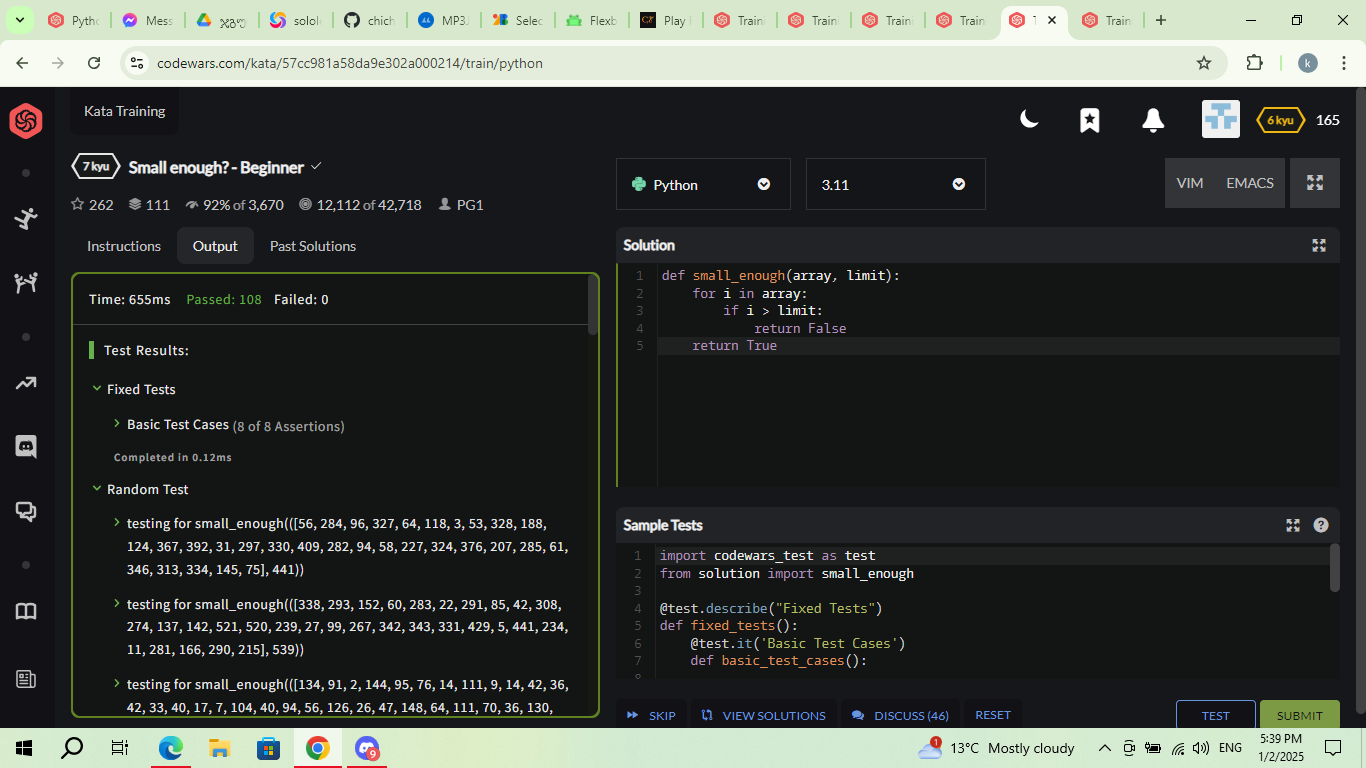 Pytho
Mess
ჯგუფ
solole
chich
MP3J
Selec
Flexb
Play
Traini
Traini
Traini
Train
T
Train
codewars.com/kata/57cc981a58da9e302a000214/train/python
k
Kata Training
6 kyu
165
7 kyu
Small enough? - Beginner
262
111
92% of 3,670
12,112 of 42,718
PG1
Python
3.11
VIM
EMACS
Instructions
Output
Past Solutions
Time: 655ms Passed: 108 Failed: 0
Test Results:
Fixed Tests
Basic Test Cases (8 of 8 Assertions)
Completed in 0.12ms
Random Test
testing for small_enough(([56, 284, 96, 327, 64, 118, 3, 53, 328, 188,
124, 367, 392, 31, 297, 330, 409, 282, 94, 58, 227, 324, 376, 207, 285, 61,
346, 313, 334, 145, 75], 441))
testing for small_enough(([338, 293, 152, 60, 283, 22, 291, 85, 42, 308,
274, 137, 142, 521, 520, 239, 27, 99, 267, 342, 343, 331, 429, 5, 441, 234,
11, 281, 166, 290, 215], 539))
testing for small_enough(([134, 91, 2, 144, 95, 76, 14, 111, 9, 14, 42, 36,
42, 33, 40, 17, 7, 104, 40, 94, 56, 126, 26, 47, 148, 64, 111, 70, 36, 130,
Solution
1 def small_enough(array, limit):
2 for i in array:
3 if i > limit:
4 return False
5 return True
Sample Tests
1 import codewars_test as test
2 from solution import small_enough
3
4 @test.describe("Fixed Tests")
5 def fixed_tests():
6 @test.it('Basic Test Cases')
7 def basic_test_cases():
SKIP
VIEW SOLUTIONS
DISCUSS (46)
RESET
TEST
SUBMIT
9
1
13°C Mostly cloudy
ENG
5:39 PM
1/2/2025